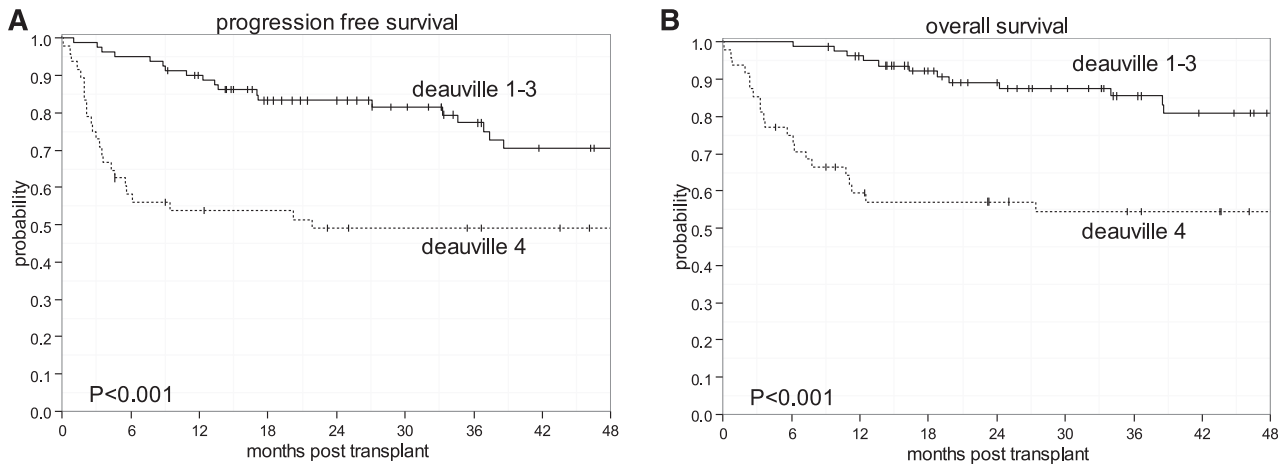 A
progression free survival
1.0
0.9
0.8
0.7
0.6
0.5
0.4
0.3
0.2
0.1
0.0
probability
deauville 1-3
deauville 4
P<0.001
0 6 12 18 24 30 36 42 48
months post transplant
B
overall survival
1.0
0.9
0.8
0.7
0.6
0.5
0.4
0.3
0.2
0.1
0.0
probability
deauville 1-3
deauville 4
P<0.001
0 6 12 18 24 30 36 42 48
months post transplant